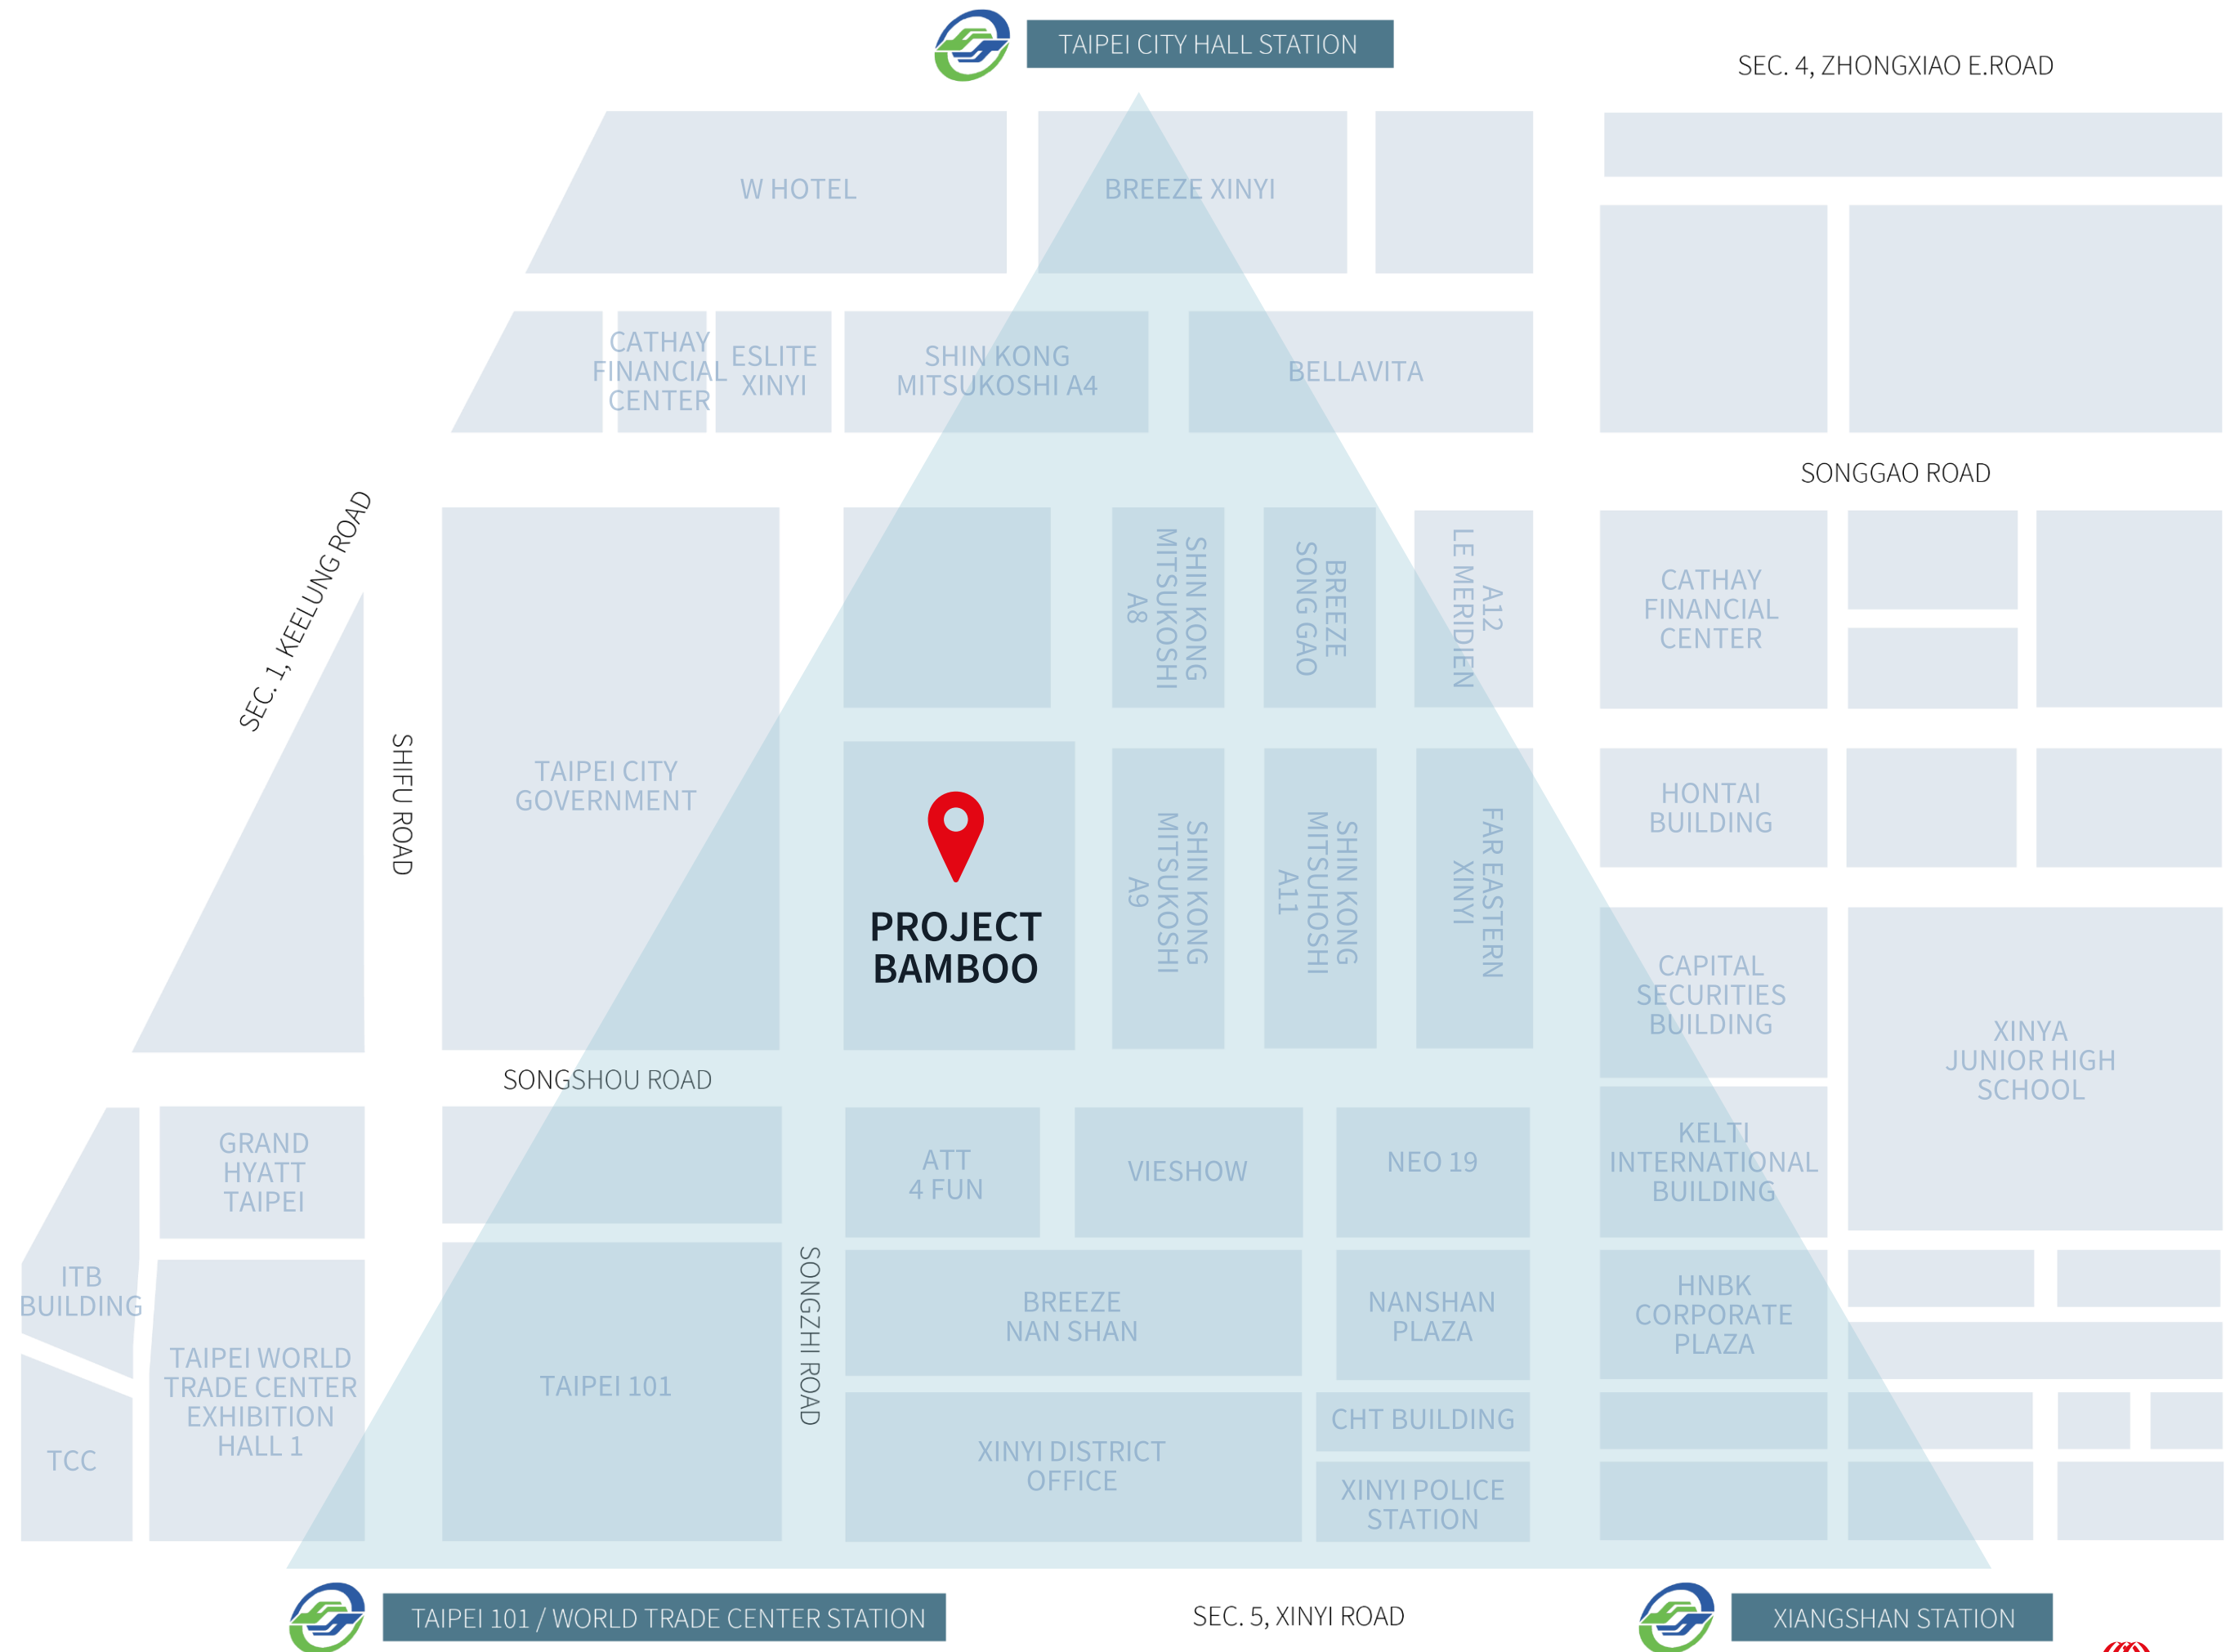 TAIPEI CITY HALL STATION
SEC. 4, ZHONGXIAO E.ROAD
W HOTEL
BREEZE XINYI
CATHAY
FINANCIAL
CENTER
ESLITE
XINYI
SHIN KONG
MITSUKOSHI A4
BELLAVITA
SONGGAO ROAD
SEC. 1, KEELUNG ROAD
SHIFU ROAD
TAIPEI CITY
GOVERNMENT
SHIN KONG
MITSUKOSHI
A8
BREEZE
SONG GAO
A12
LE MERIDIEN
CATHAY
FINANCIAL
CENTER
PROJECT
BAMBOO
SHIN KONG
MITSUKOSHI
A9
SHIN KONG
MITSUHOSHI
A11
FAR EASTERN
XINYI
HONTAI
BUILDING
CAPITAL
SECURITIES
BUILDING
XINYA
JUNIOR HIGH
SCHOOL
SONGSHOU ROAD
GRAND
HYATT
TAIPEI
ATT
4 FUN
VIESHOW
NEO 19
KELTI
INTERNATIONAL
BUILDING
ITB
BUILDING
TAIPEI WORLD
TRADE CENTER
EXHIBITION
HALL 1
TCC
TAIPEI 101
SONGZHI ROAD
BREEZE
NAN SHAN
NANSHAN
PLAZA
HNBK
CORPORATE
PLAZA
XINYI DISTRICT
OFFICE
CHT BUILDING
XINYI POLICE
STATION
TAIPEI 101 / WORLD TRADE CENTER STATION
SEC. 5, XINYI ROAD
XIANGSHAN STATION